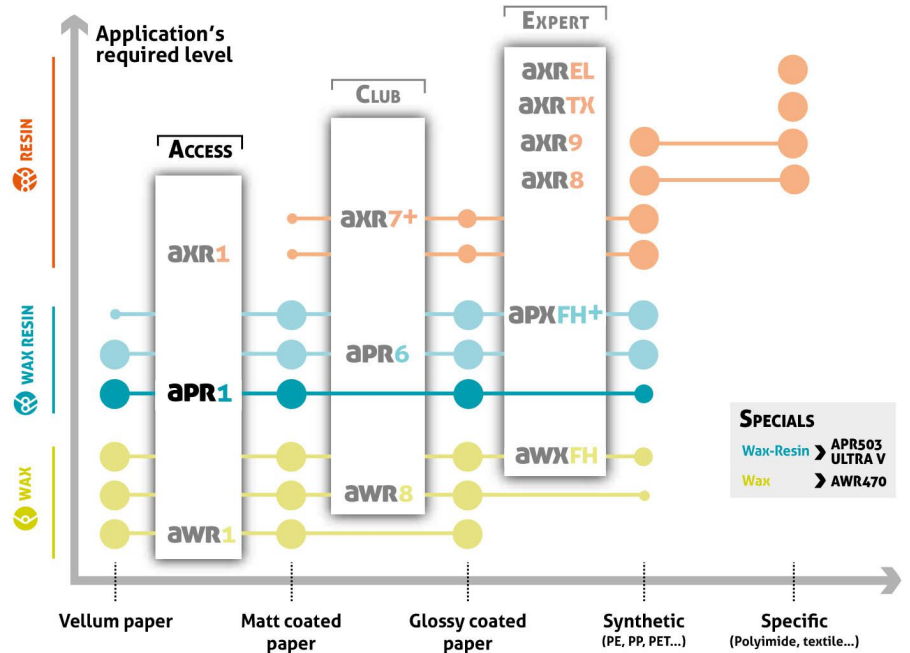 Application's
required level
EXPERT
CLUB
ACCESS
RESIN
WAX RESIN
WAX
aXREL
aXRTX
aXR9
aXR8
aXR7+
aXR1
aPXFH+
aPR6
aPR1
aWXFH
aWR8
aWR1
SPECIALS
Wax-Resin > APR503
ULTRA V
Wax > AWR470
Vellum paper
Matt coated
paper
Glossy coated
paper
Synthetic
(PE, PP, PET...)
Specific
(Polyimide, textile...)